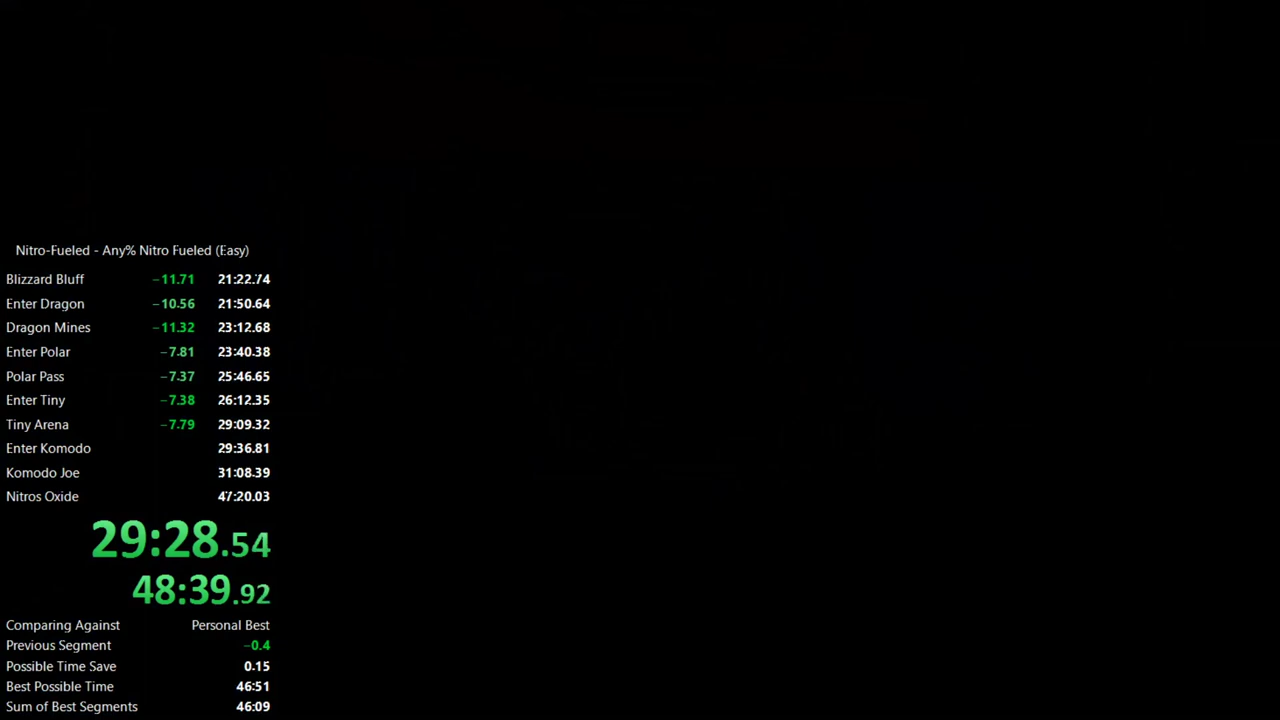 Nitro-Fueled - Any% Nitro Fueled (Easy)
Blizzard Bluff −11.71 21:22.74
Enter Dragon −10.56 21:50.64
Dragon Mines −11.32 23:12.68
Enter Polar −7.81 23:40.38
Polar Pass −7.37 25:46.65
Enter Tiny −7.38 26:12.35
Tiny Arena −7.79 29:09.32
Enter Komodo 29:36.81
Komodo Joe 31:08.39
Nitros Oxide 47:20.03
29:28.54
48:39.92
Comparing Against Personal Best
Previous Segment −0.4
Possible Time Save 0.15
Best Possible Time 46:51
Sum of Best Segments 46:09